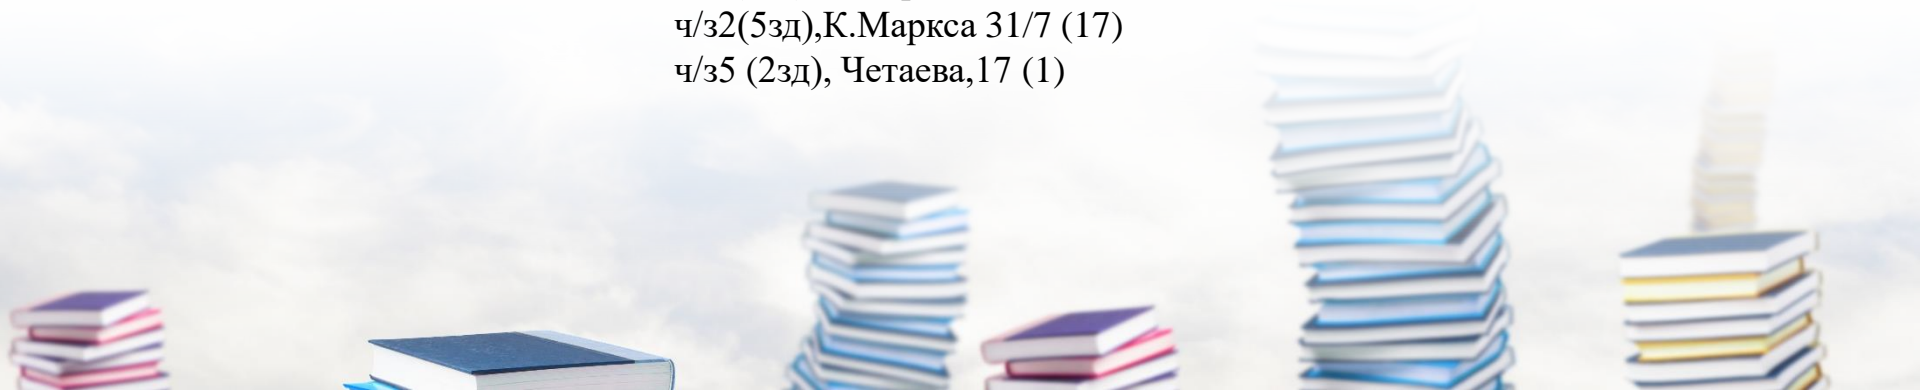 ч/з2(5зд),К.Маркса 31/7 (17)
ч/з5 (2зд), Четаева,17 (1)